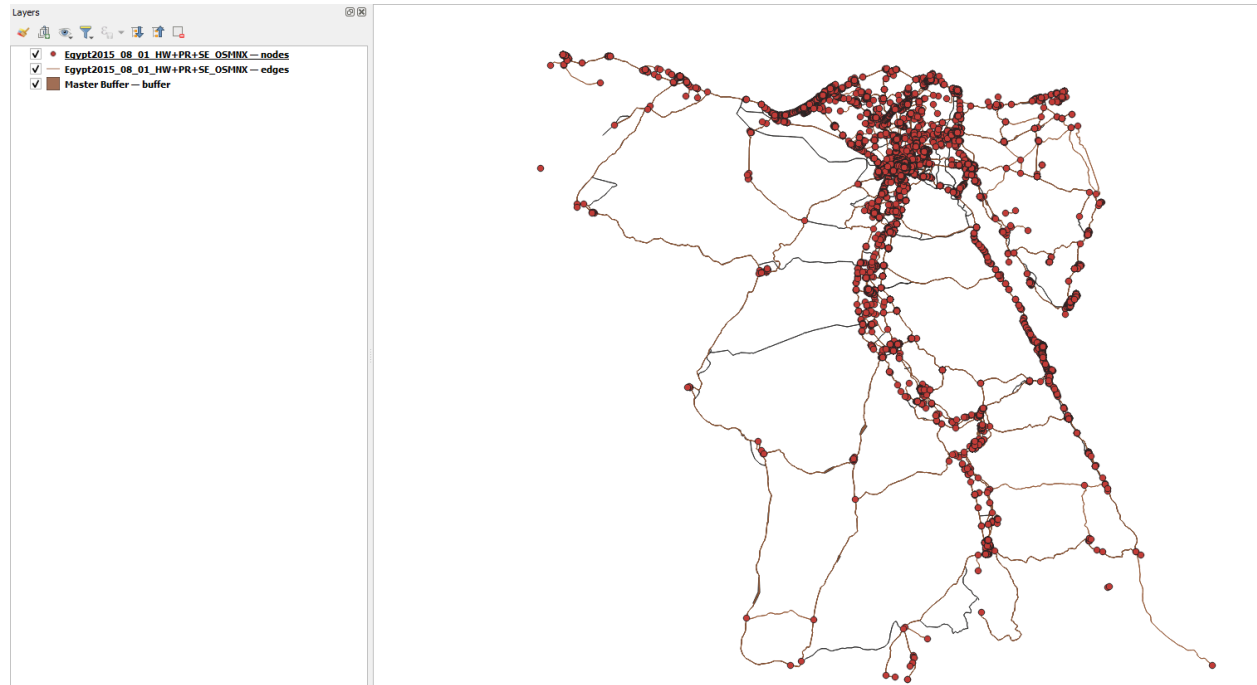 Layers
Egypt2015_08_01_HW+PR+SE_OSMNX — nodes
Egypt2015_08_01_HW+PR+SE_OSMNX — edges
Master Buffer — buffer